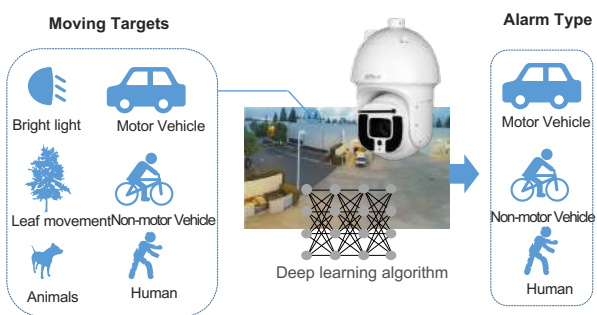 Moving Targets
Alarm Type
Bright light
Motor Vehicle
Leaf movement
Non-motor Vehicle
Animals
Human
Deep learning algorithm
Motor Vehicle
Non-motor Vehicle
Human